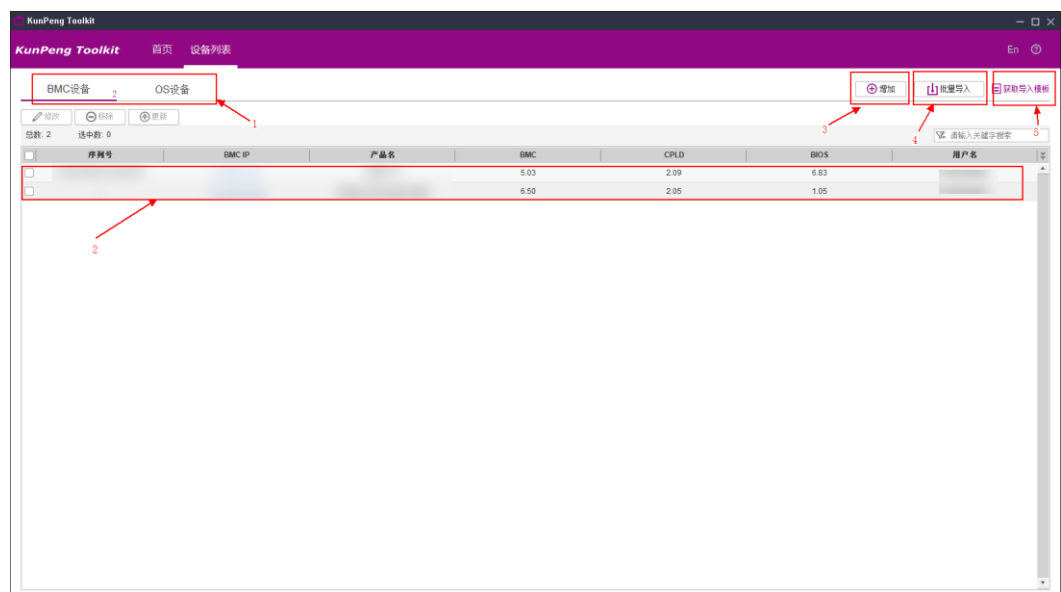 KunPeng Toolkit
KunPeng Toolkit 首页 设备列表 En
BMC设备 2 OS设备 增加 批量导入 获取导入模板
修改 移除 更新 1 3 4 5
总数: 2 选中数: 0 请输入关键字搜索
序列号 BMC IP 产品名 BMC CPLD BIOS 用户名
5.03 2.09 6.83
6.50 2.05 1.05
2